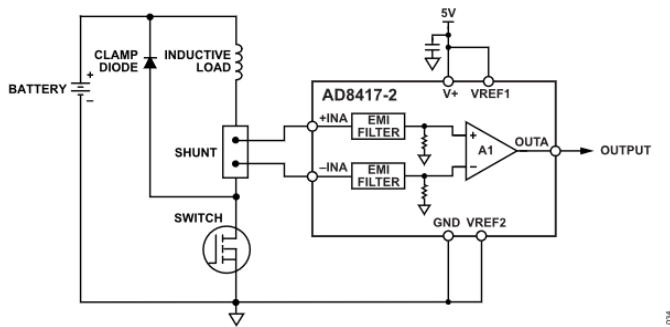 5V
CLAMP
DIODE
INDUCTIVE
LOAD
BATTERY
+
–
V+
VREF1
AD8417-2
+INA
EMI
FILTER
+
–
A1
OUTA
OUTPUT
SHUNT
–INA
EMI
FILTER
SWITCH
GND
VREF2